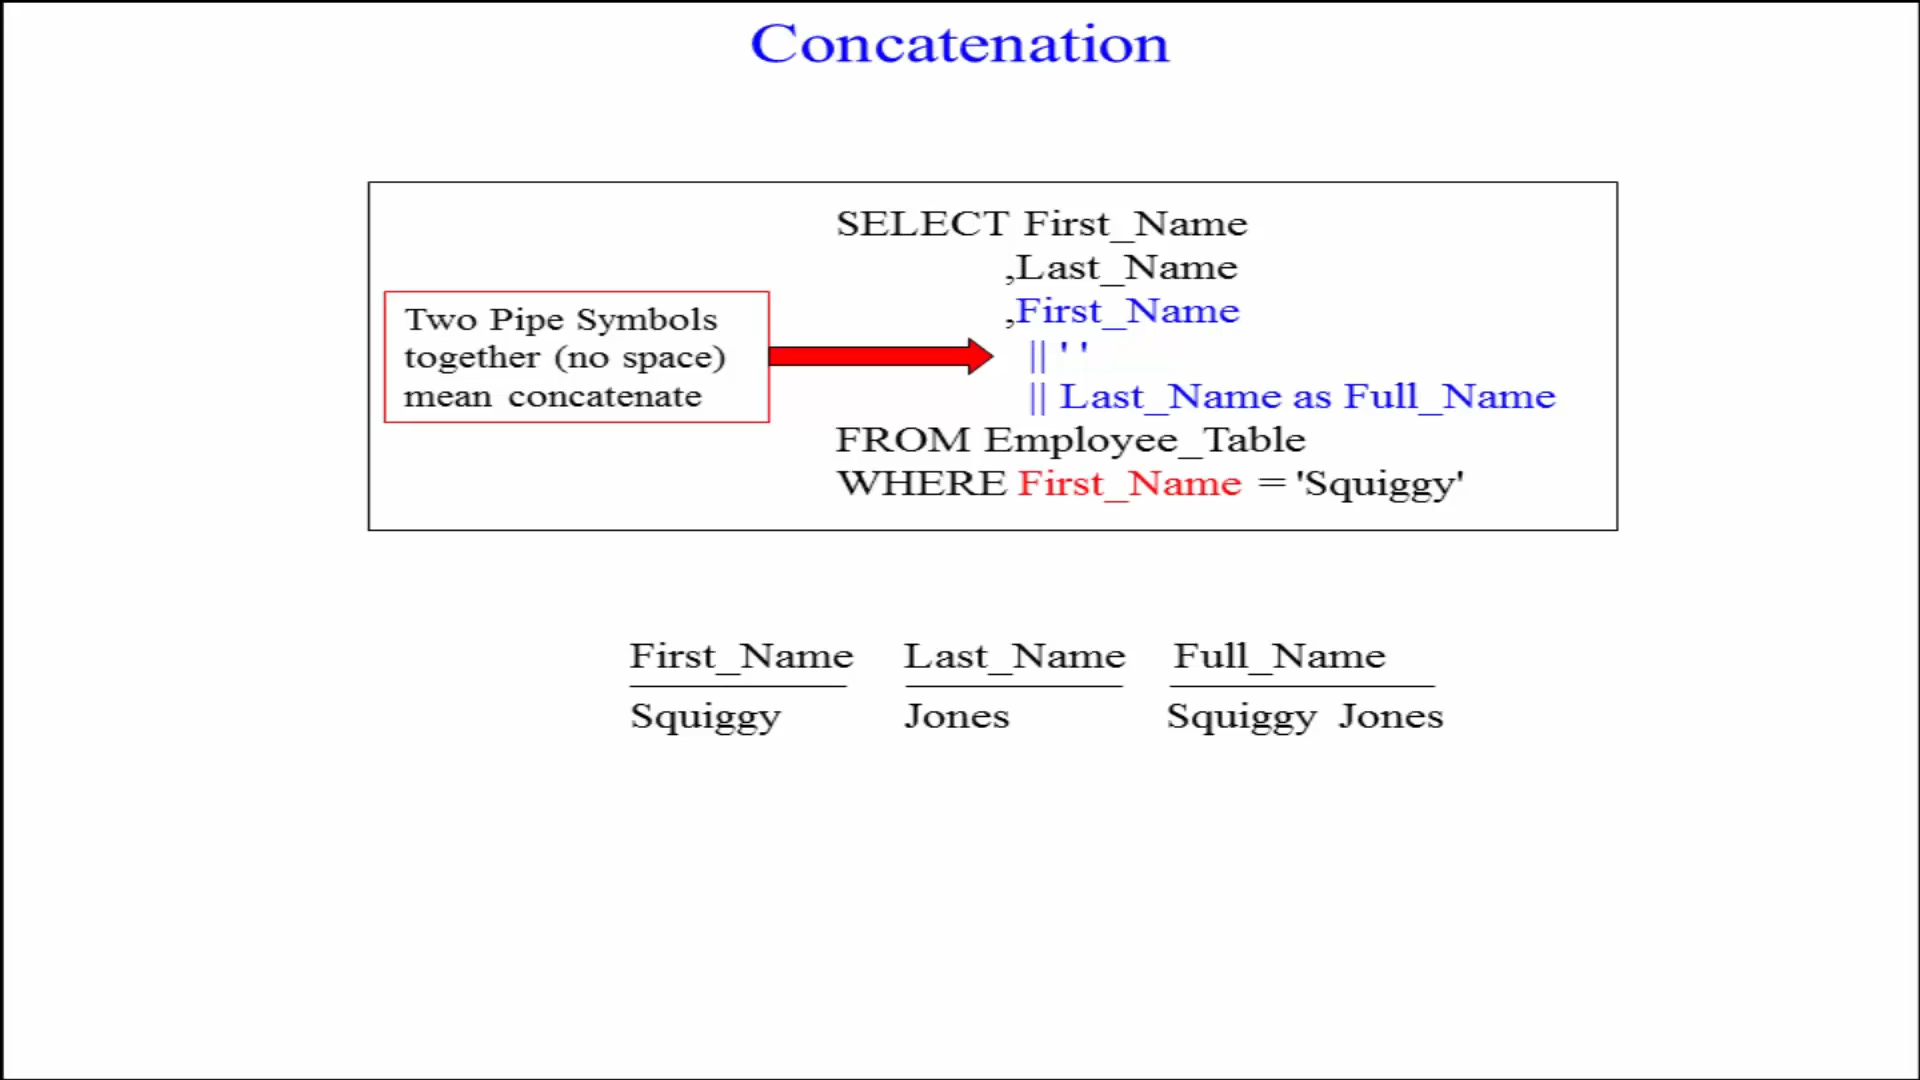 Concatenation
SELECT First_Name
,Last_Name
,First_Name
|| ' '
|| Last_Name as Full_Name
FROM Employee_Table
WHERE First_Name = 'Squiggy'
Two Pipe Symbols
together (no space)
mean concatenate
First_Name Last_Name Full_Name
Squiggy Jones Squiggy Jones